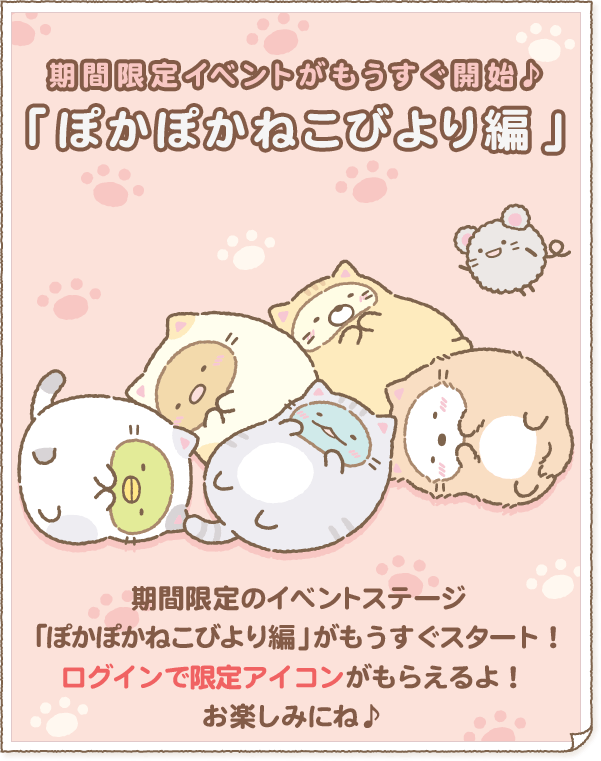 期間限定イベントがもうすぐ開始♪
「ぽかぽかねこびより編」
期間限定のイベントステージ
「ぽかぽかねこびより編」がもうすぐスタート！
ログインで限定アイコンがもらえるよ！
お楽しみにね♪